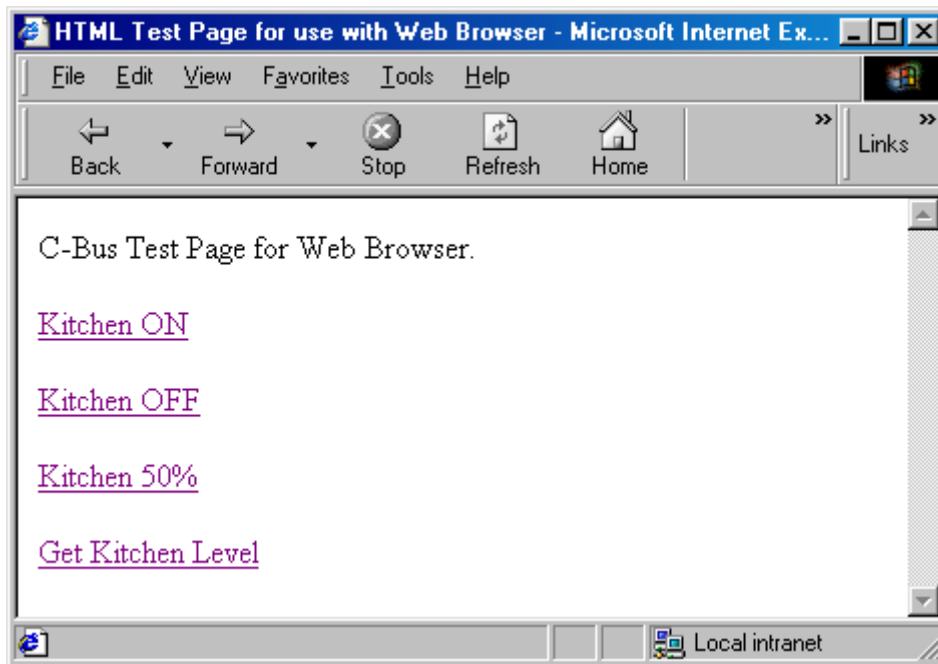 HTML Test Page for use with Web Browser - Microsoft Internet Ex...
File Edit View Favorites Tools Help
Back Forward Stop Refresh Home » Links »
C-Bus Test Page for Web Browser.
Kitchen ON
Kitchen OFF
Kitchen 50%
Get Kitchen Level
Local intranet